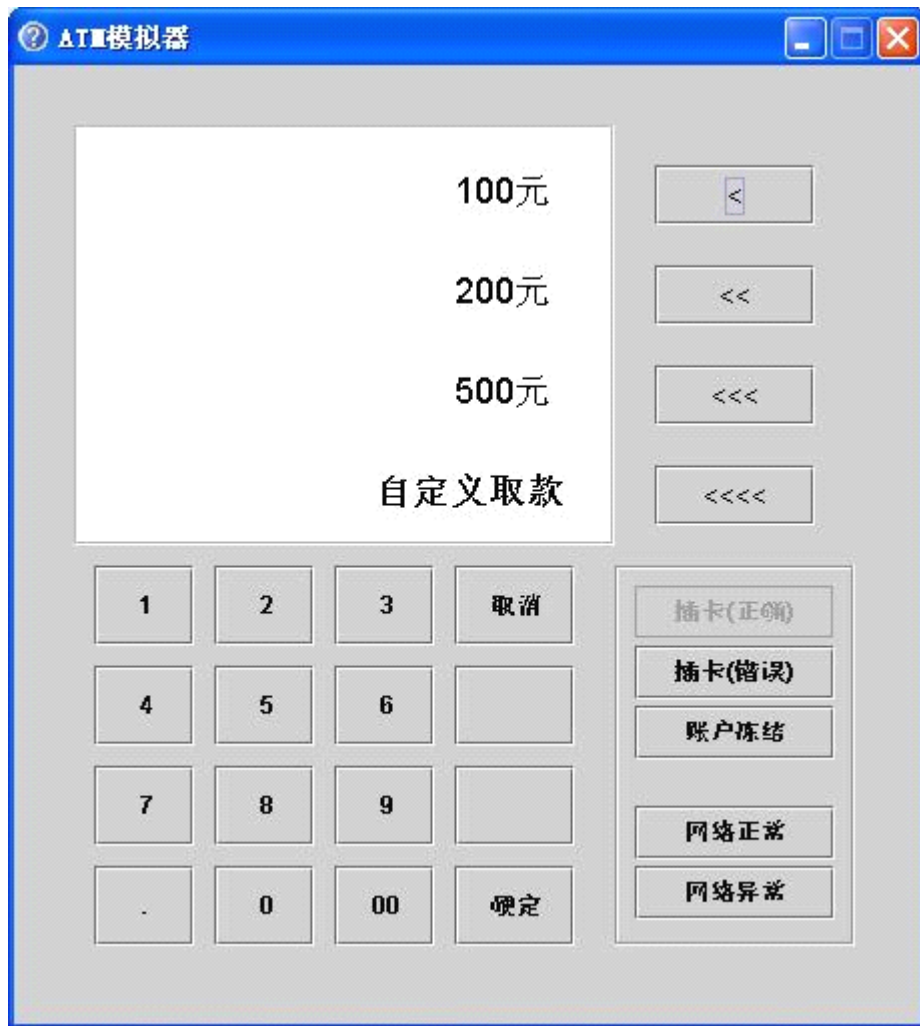 ATM模拟器
100元
<
200元
<<
500元
<<<
自定义取款
<<<<
1 2 3 取消
4 5 6
7 8 9
. 0 00 确定
插卡(正确)
插卡(错误)
账户冻结
网络正常
网络异常